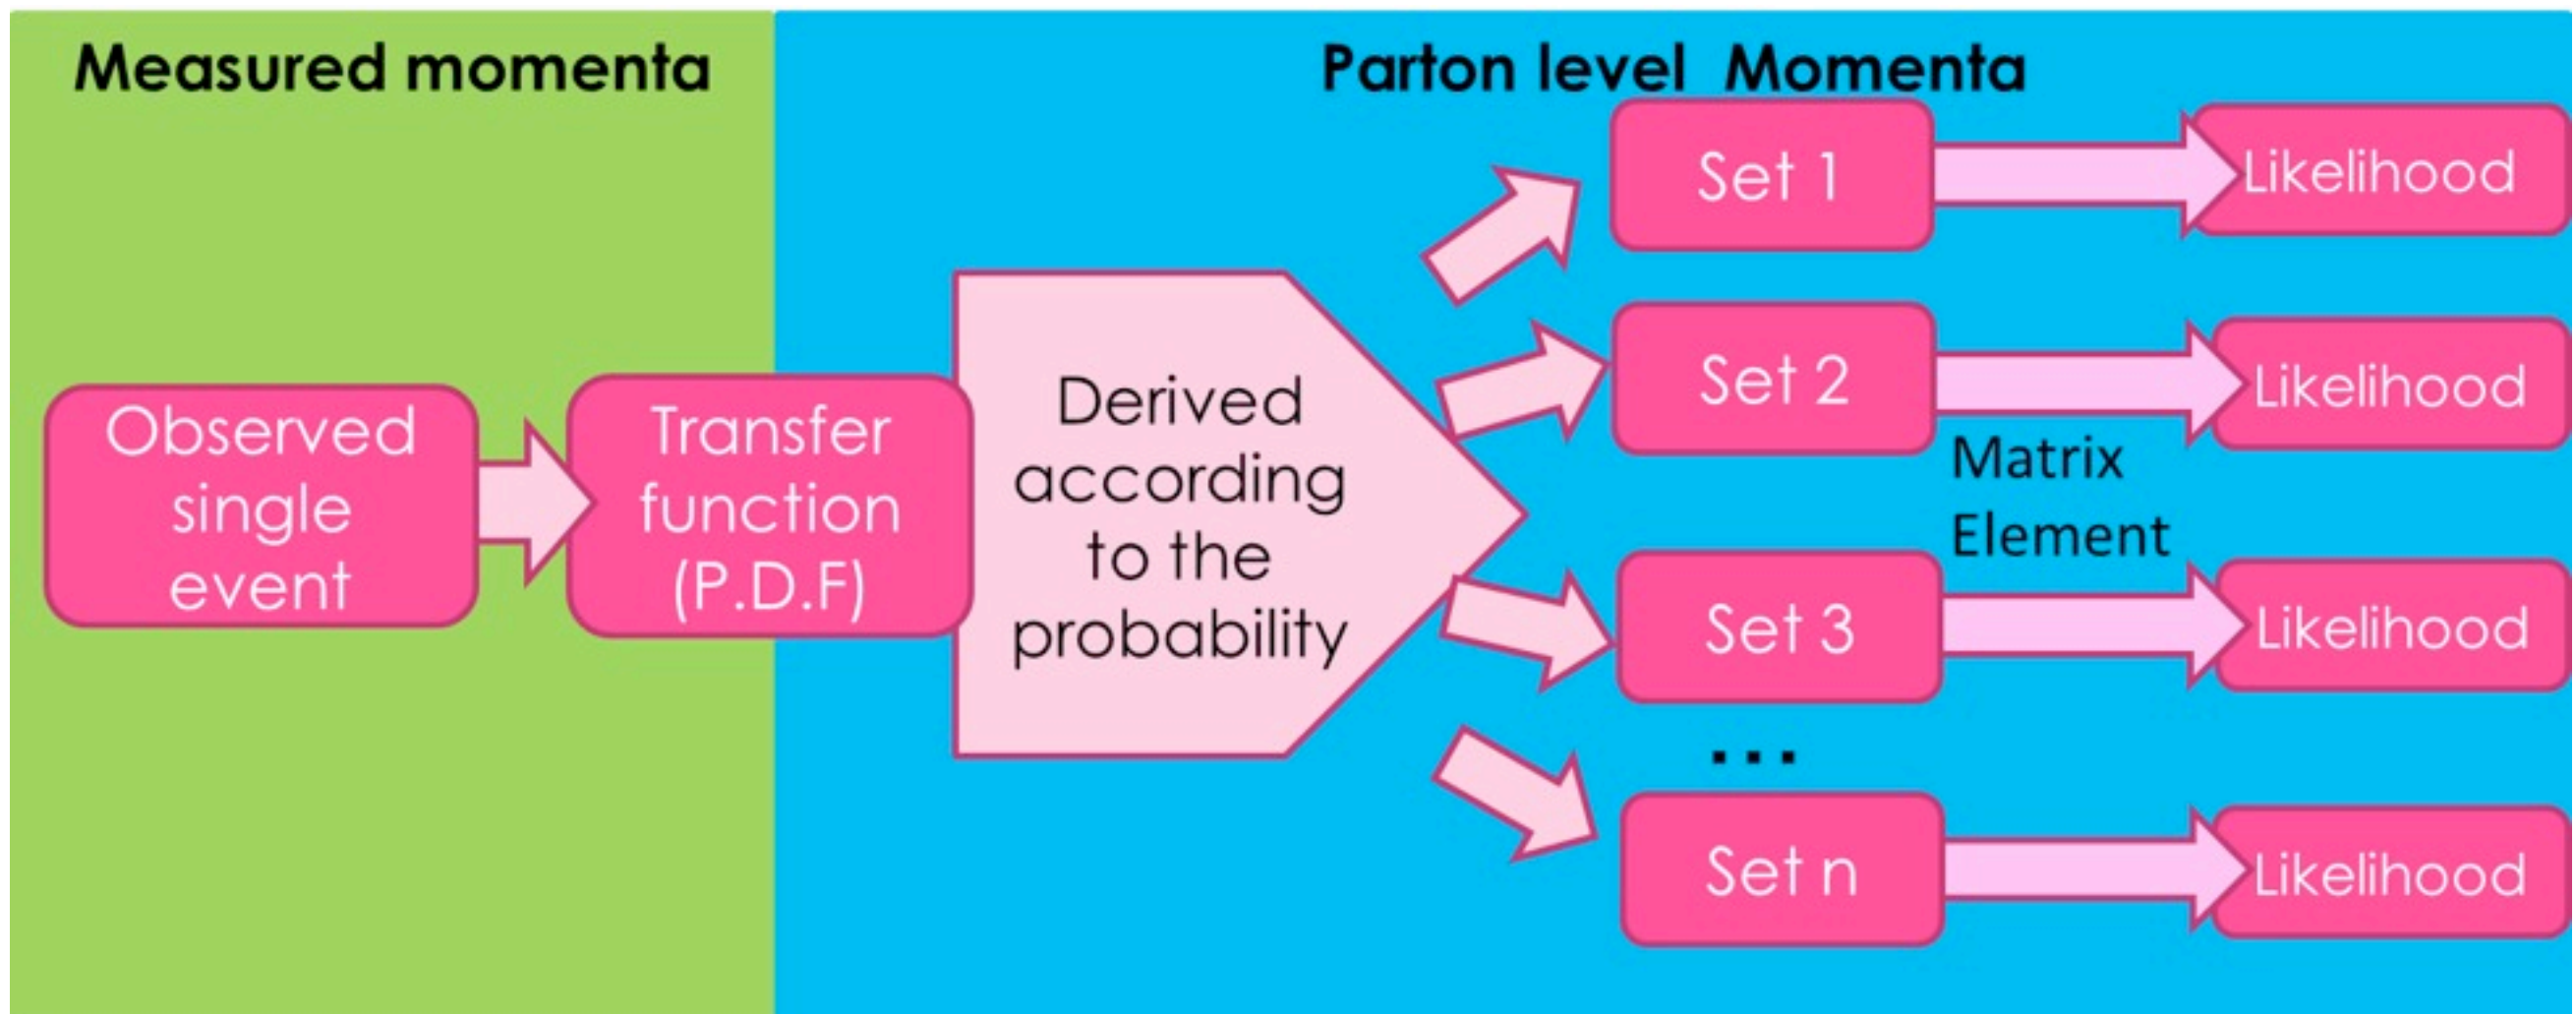 Measured momenta
Parton level Momenta
Observed
single
event
Transfer
function
(P.D.F)
Derived
according
to the
probability
Set 1
Likelihood
Set 2
Likelihood
Matrix
Element
Set 3
Likelihood
...
Set n
Likelihood